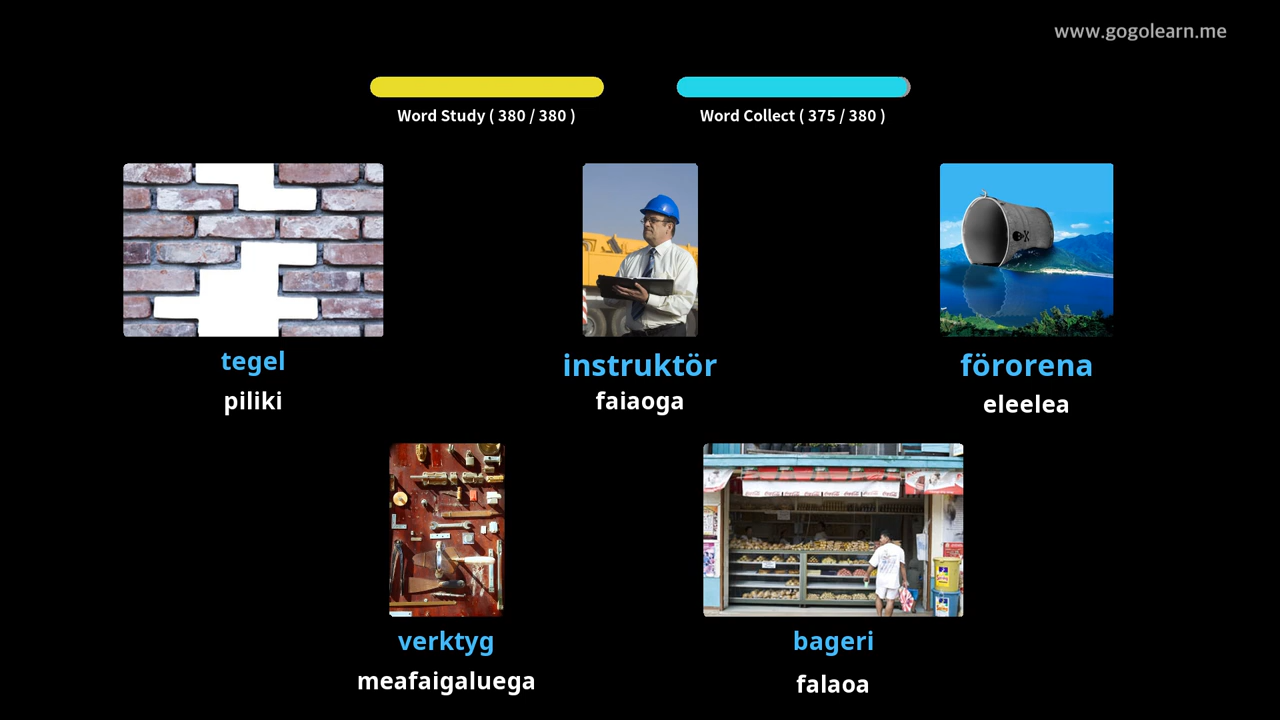 www.gogolearn.me
Word Study ( 380 / 380 )
Word Collect ( 375 / 380 )
tegel
instruktör
förorena
piliki
faiaoga
eleelea
verktyg
bageri
meafaigaluega
falaoa